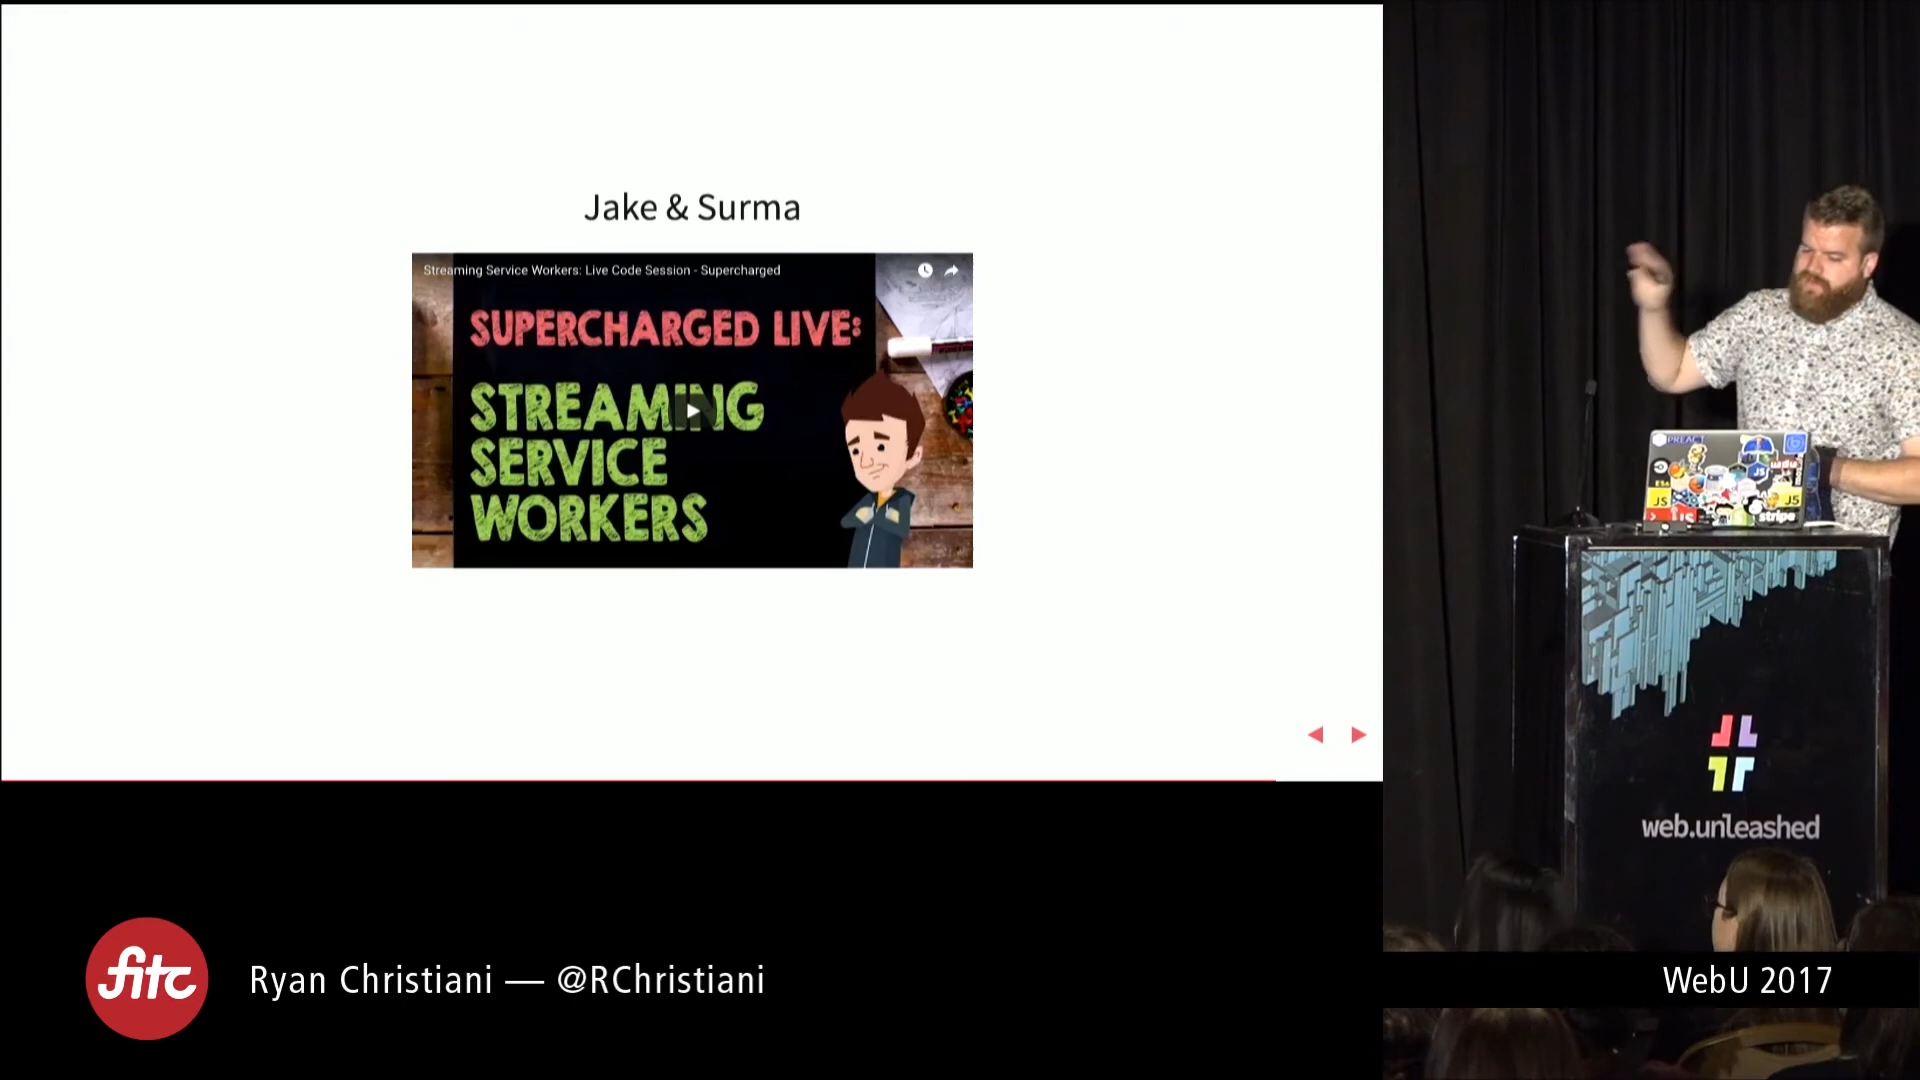 Jake & Surma
Streaming Service Workers: Live Code Session - Supercharged
SUPERCHARGED LIVE:
STREAMING
SERVICE
WORKERS
PREACT
JS
JS
JS
stripe
web.unleashed
fitc
Ryan Christiani — @RChristiani
WebU 2017